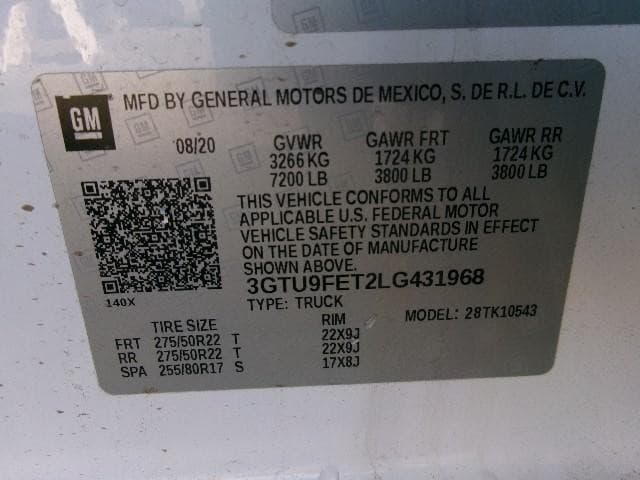 GM
MFD BY GENERAL MOTORS DE MEXICO, S. DE R.L. DE C.V.
08/20 GVWR GAWR FRT GAWR RR
3266 KG 1724 KG 1724 KG
7200 LB 3800 LB 3800 LB
THIS VEHICLE CONFORMS TO ALL
APPLICABLE U.S. FEDERAL MOTOR
VEHICLE SAFETY STANDARDS IN EFFECT
ON THE DATE OF MANUFACTURE
SHOWN ABOVE.
140X
3GTU9FET2LG431968
TYPE: TRUCK MODEL: 28TK10543
TIRE SIZE RIM
FRT 275/50R22 T 22X9J
RR 275/50R22 T 22X9J
SPA 255/80R17 S 17X8J